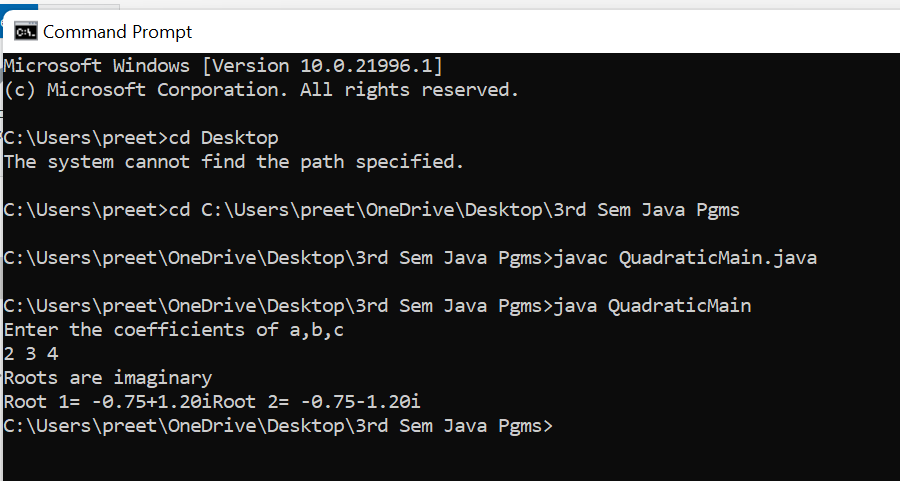 Command Prompt
Microsoft Windows [Version 10.0.21996.1]
(c) Microsoft Corporation. All rights reserved.
C:\Users\preet>cd Desktop
The system cannot find the path specified.
C:\Users\preet>cd C:\Users\preet\OneDrive\Desktop\3rd Sem Java Pgms
C:\Users\preet\OneDrive\Desktop\3rd Sem Java Pgms>javac QuadraticMain.java
C:\Users\preet\OneDrive\Desktop\3rd Sem Java Pgms>java QuadraticMain
Enter the coefficients of a,b,c
2 3 4
Roots are imaginary
Root 1= -0.75+1.20iRoot 2= -0.75-1.20i
C:\Users\preet\OneDrive\Desktop\3rd Sem Java Pgms>